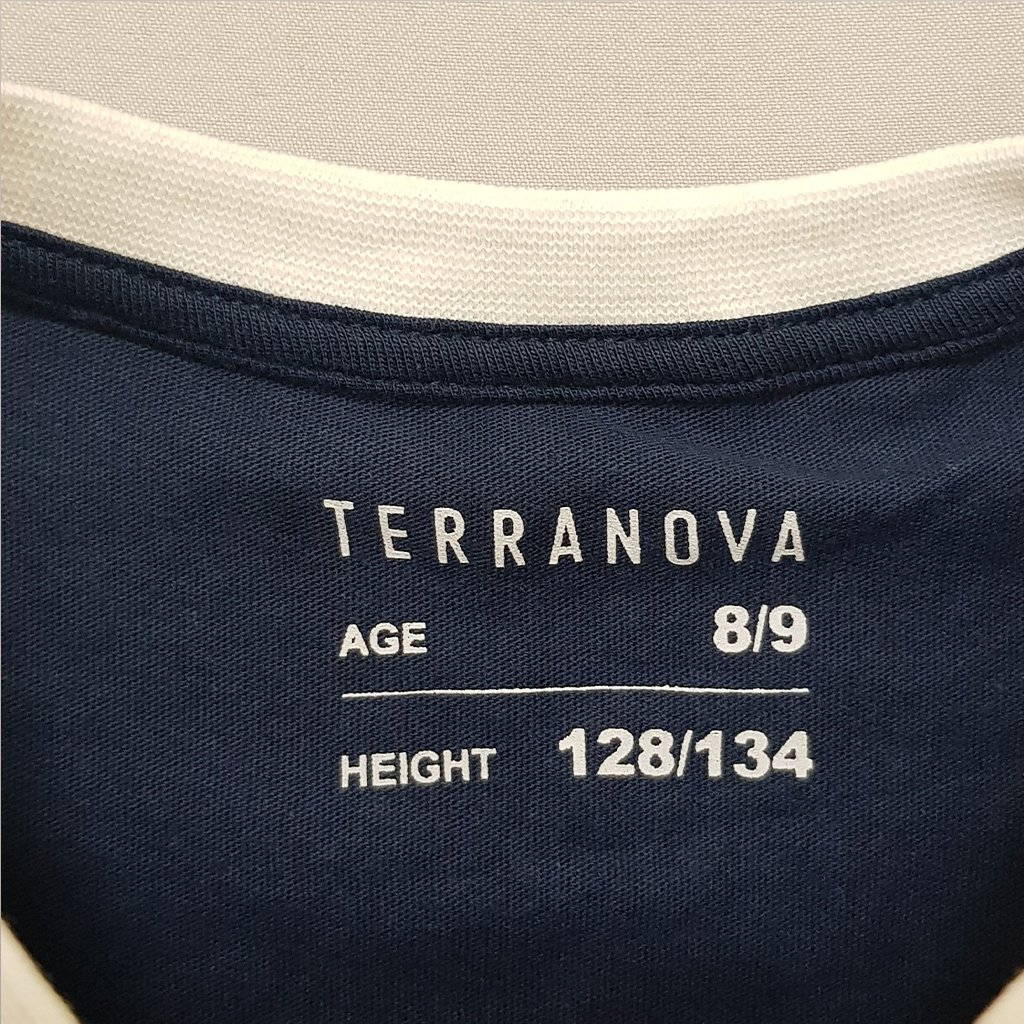 TERRANOVA
AGE 8/9
HEIGHT 128/134